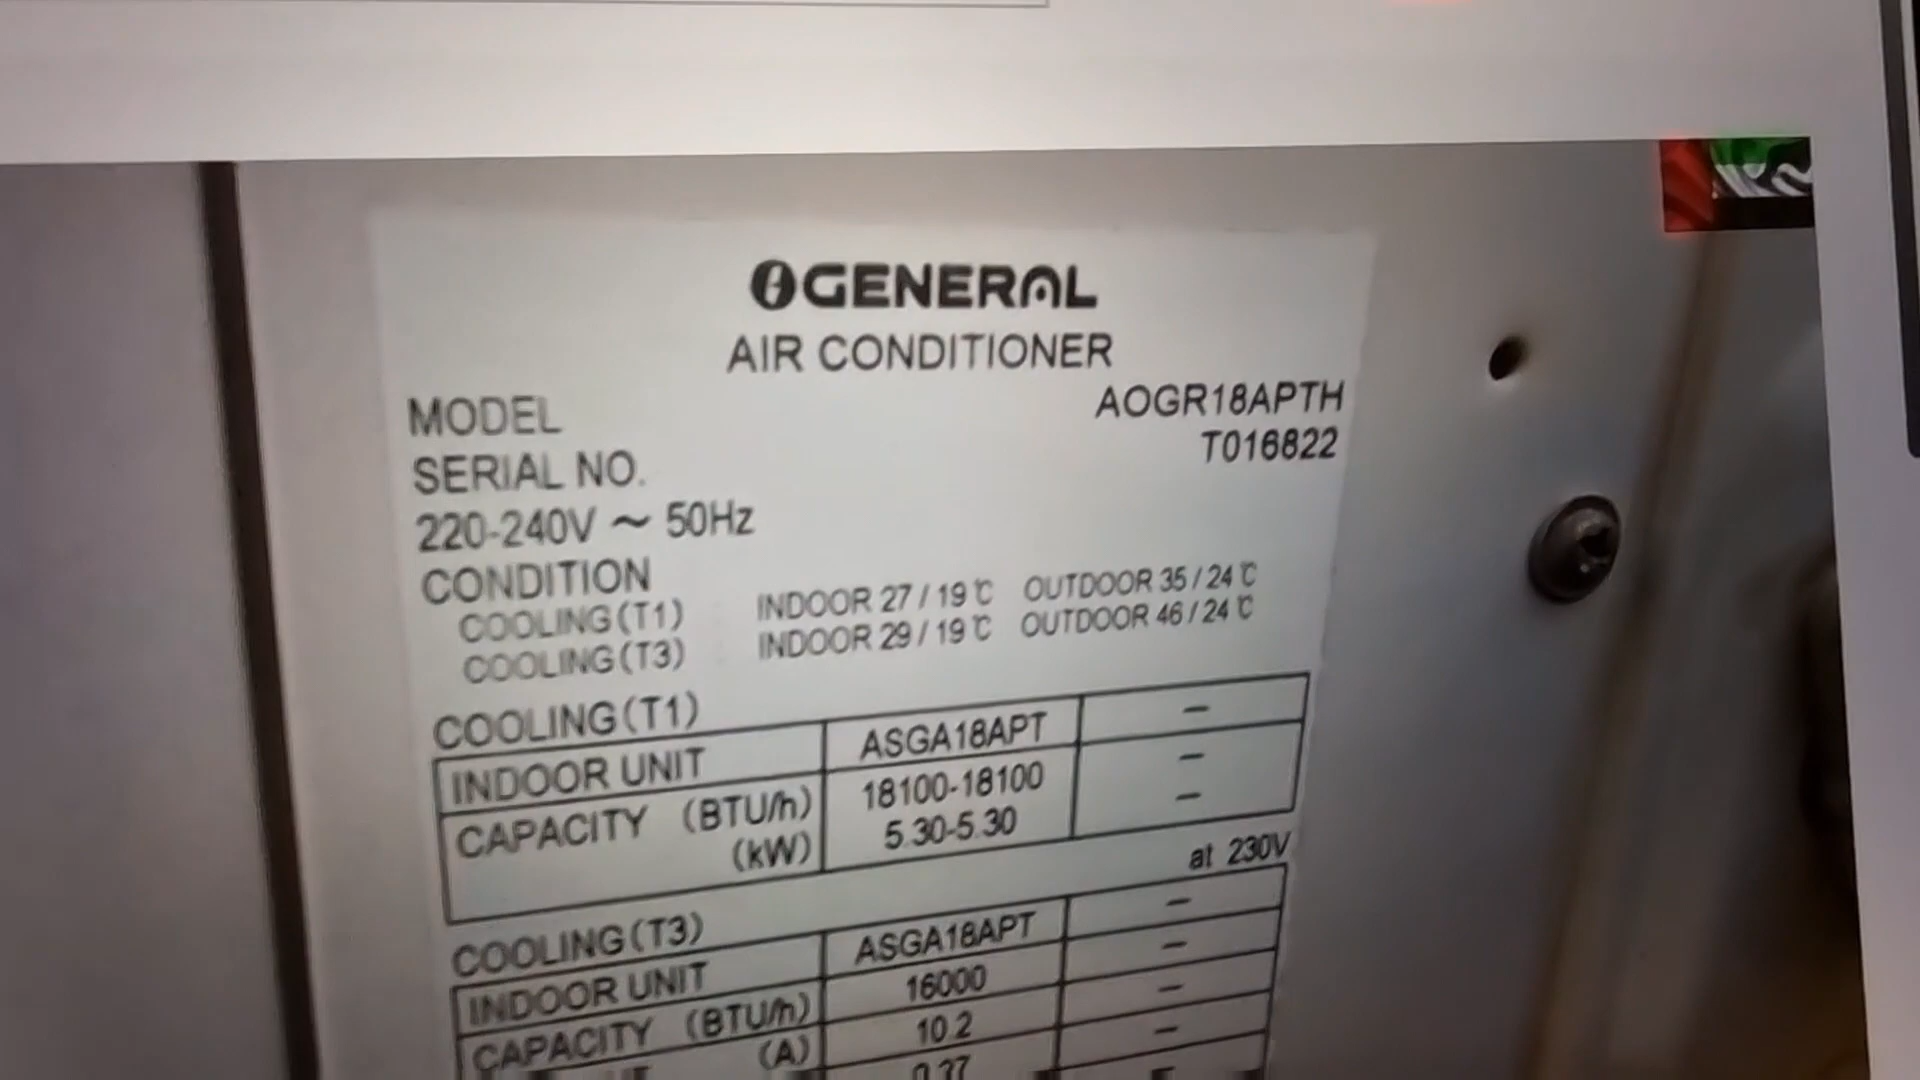 GENERAL
AIR CONDITIONER
MODEL AOGR18APTH
SERIAL NO. T016822
220-240V ~ 50Hz
CONDITION
COOLING(T1) INDOOR 27 / 19℃ OUTDOOR 35 / 24℃
COOLING(T3) INDOOR 29 / 19℃ OUTDOOR 46 / 24℃
COOLING(T1)
INDOOR UNIT ASGA18APT –
CAPACITY (BTU/h) 18100-18100 –
(kW) 5.30-5.30 –
COOLING(T3) at 230V
INDOOR UNIT ASGA18APT –
CAPACITY (BTU/h) 16000 –
(A) 10.2 –